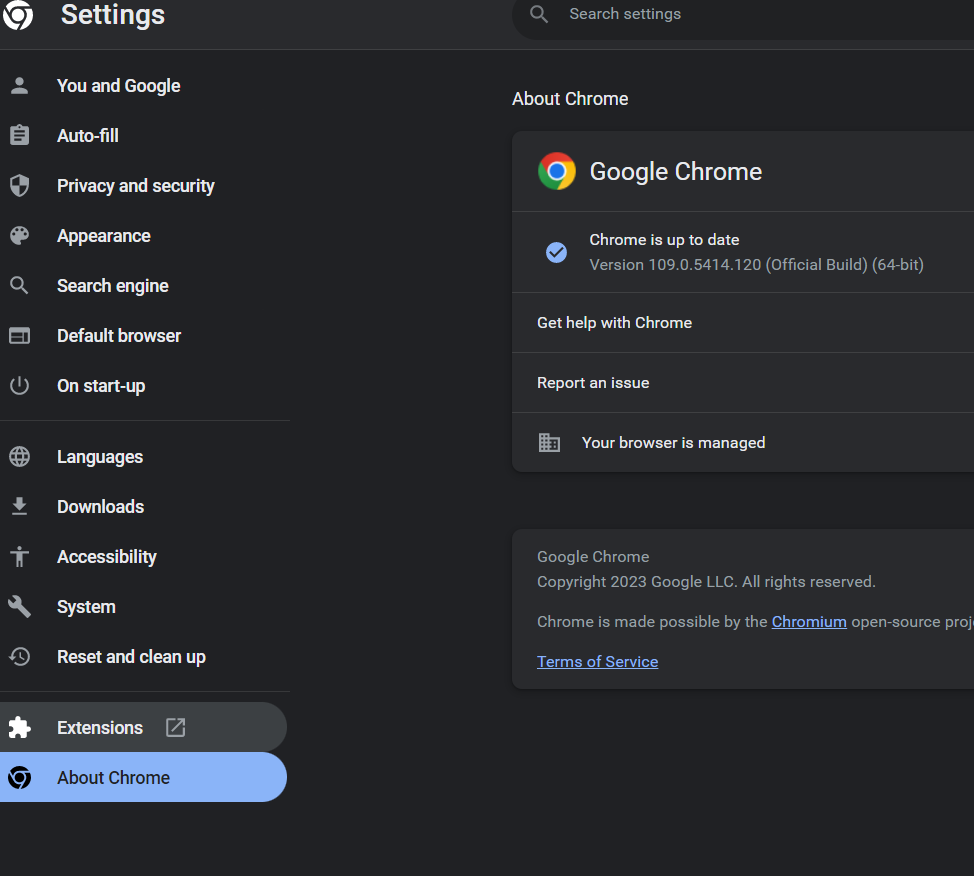 Settings
Search settings
You and Google
Auto-fill
Privacy and security
Appearance
Search engine
Default browser
On start-up
Languages
Downloads
Accessibility
System
Reset and clean up
Extensions
About Chrome
About Chrome
Google Chrome
Chrome is up to date
Version 109.0.5414.120 (Official Build) (64-bit)
Get help with Chrome
Report an issue
Your browser is managed
Google Chrome
Copyright 2023 Google LLC. All rights reserved.
Chrome is made possible by the Chromium open-source
Terms of Service